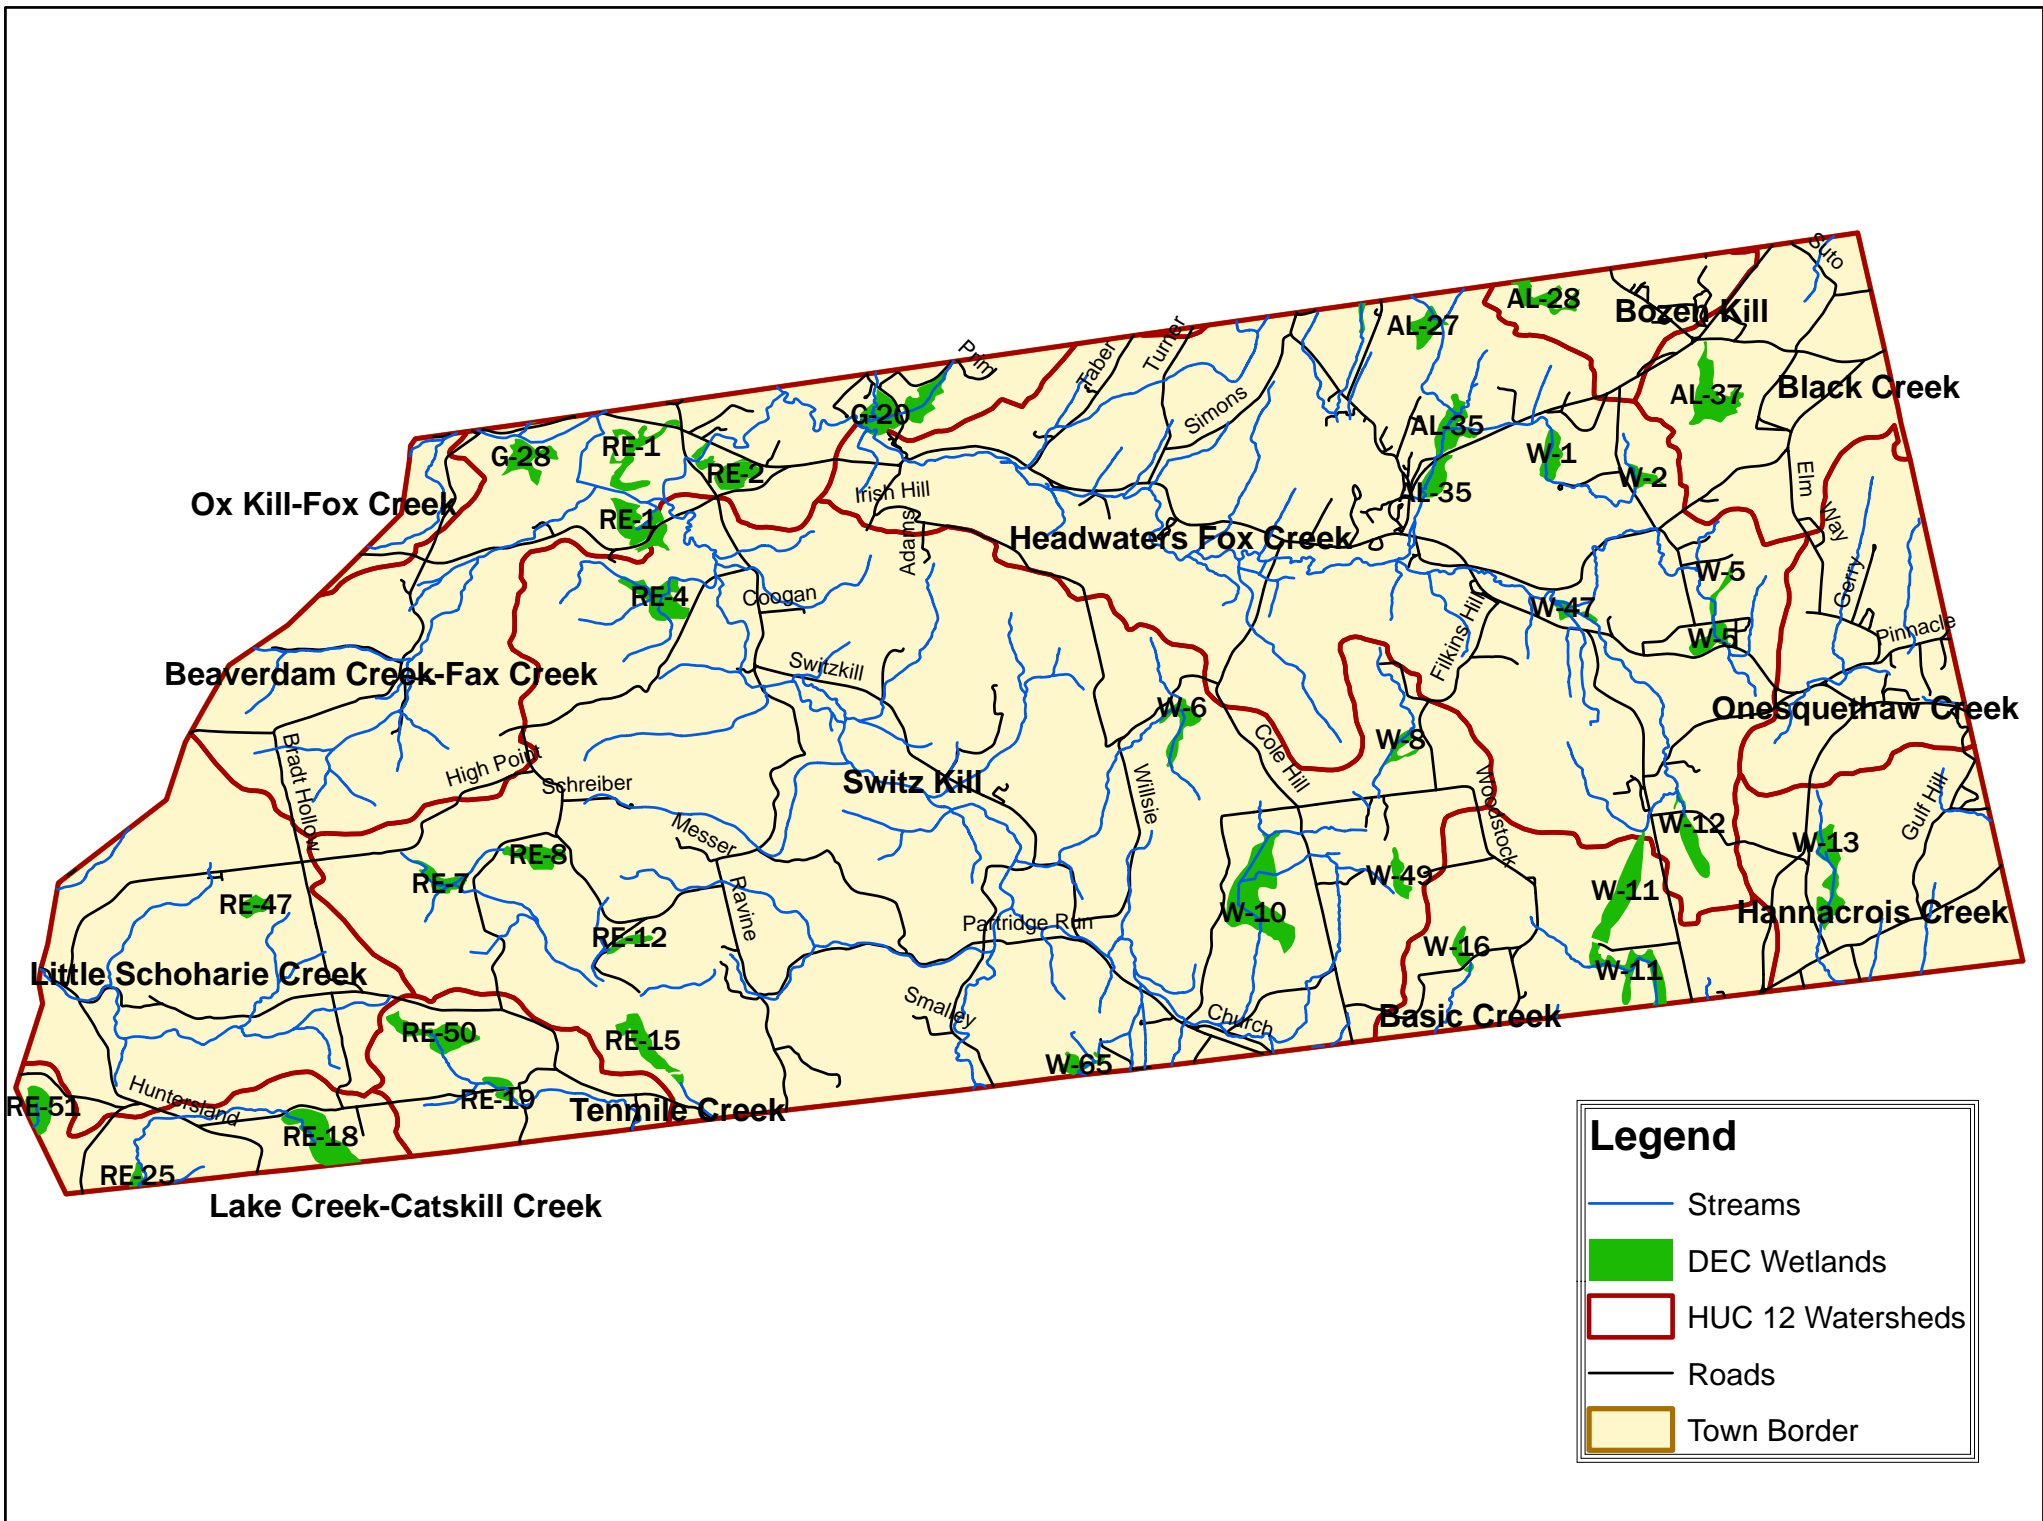 Suto
AL-28
Bozen Kill
AL-27
Turner
Taber
Prim
Black Creek
AL-37
Simons
G-20
AL-35
RE-1
G-28
W-1
RE-2
W-2
Elm
AL-35
Irish Hill
Ox Kill-Fox Creek
RE-1
Way
Adams
Headwaters Fox Creek
W-5
Gerry
RE-4
Coogan
W-47
Filkins Hill
W-5
Pinnacle
Switzkill
Beaverdam Creek-Fax Creek
W-6
Onesquethaw Creek
W-8
Cole Hill
Bradt Hollow
High Point
Schreiber
Switz Kill
Willsie
Woodstock
Gulf Hill
W-12
Messer
W-13
RE-8
RE-7
W-49
W-11
RE-47
Ravine
W-10
Hannacrois Creek
Partridge Run
RE-12
W-16
Little Schoharie Creek
W-11
Smalley
Church
Basic Creek
RE-50
RE-15
W-65
Huntersland
RE-51
RE-19
Tenmile Creek
RE-18
RE-25
Lake Creek-Catskill Creek
Legend
Streams
DEC Wetlands
HUC 12 Watersheds
Roads
Town Border